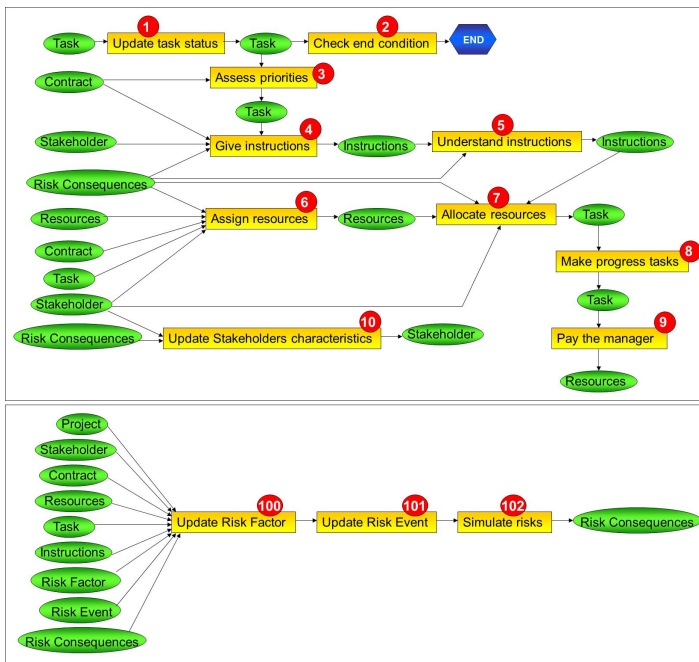 1
2
Task
Update task status
Task
Check end condition
END
3
Contract
Assess priorities
Task
4
5
Stakeholder
Give instructions
Instructions
Understand instructions
Instructions
Risk Consequences
6
7
Resources
Assign resources
Resources
Allocate resources
Task
Contract
8
Make progress tasks
Task
Task
Stakeholder
10
9
Risk Consequences
Update Stakeholders characteristics
Stakeholder
Pay the manager
Resources
Project
Stakeholder
Contract
Resources
100
101
102
Task
Update Risk Factor
Update Risk Event
Simulate risks
Risk Consequences
Instructions
Risk Factor
Risk Event
Risk Consequences